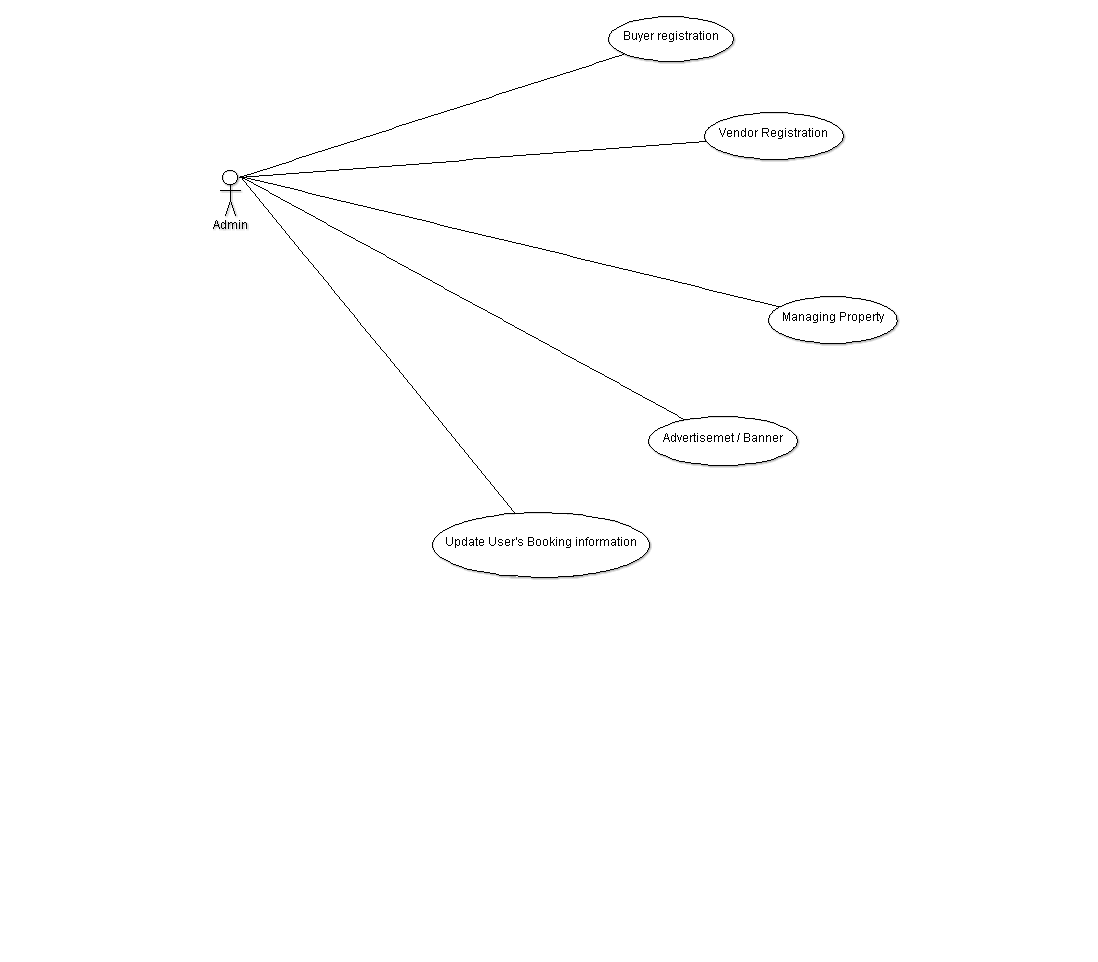 Buyer registration
Vendor Registration
Admin
Managing Property
Advertisemet / Banner
Update User's Booking information